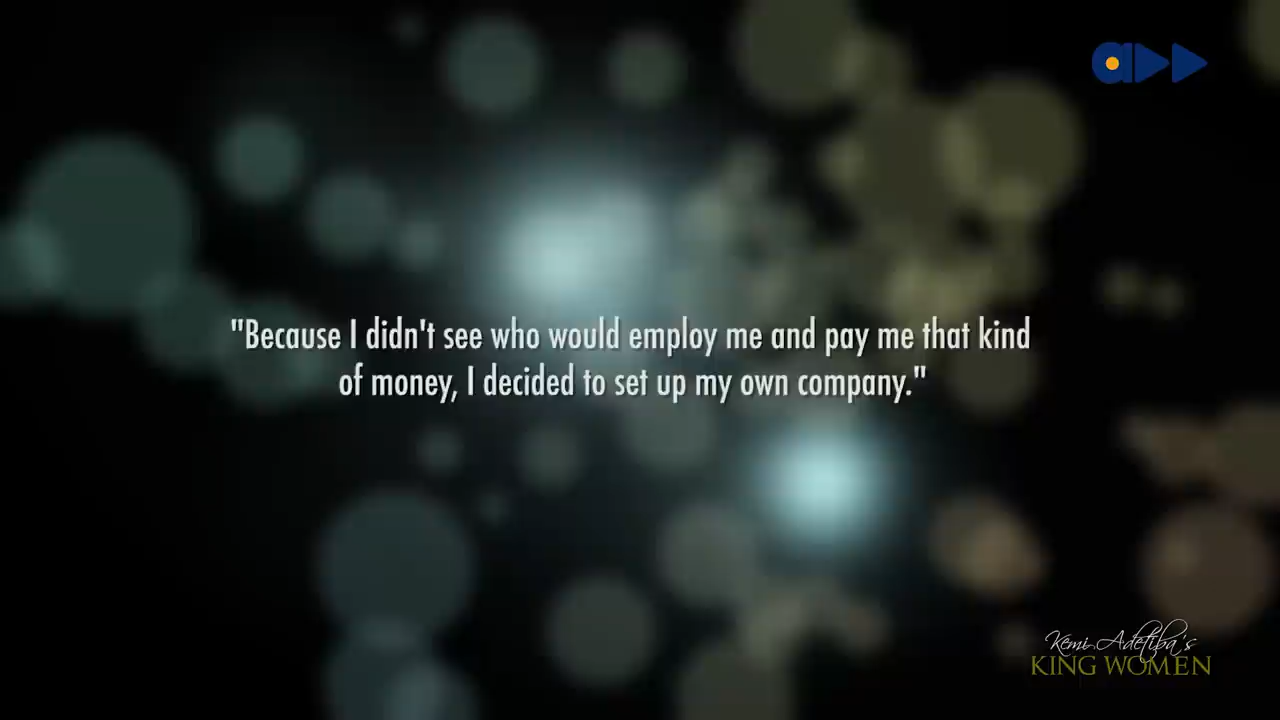 "Because I didn't see who would employ me and pay me that kind
of money, I decided to set up my own company."
Kemi Adetiba's
KING WOMEN